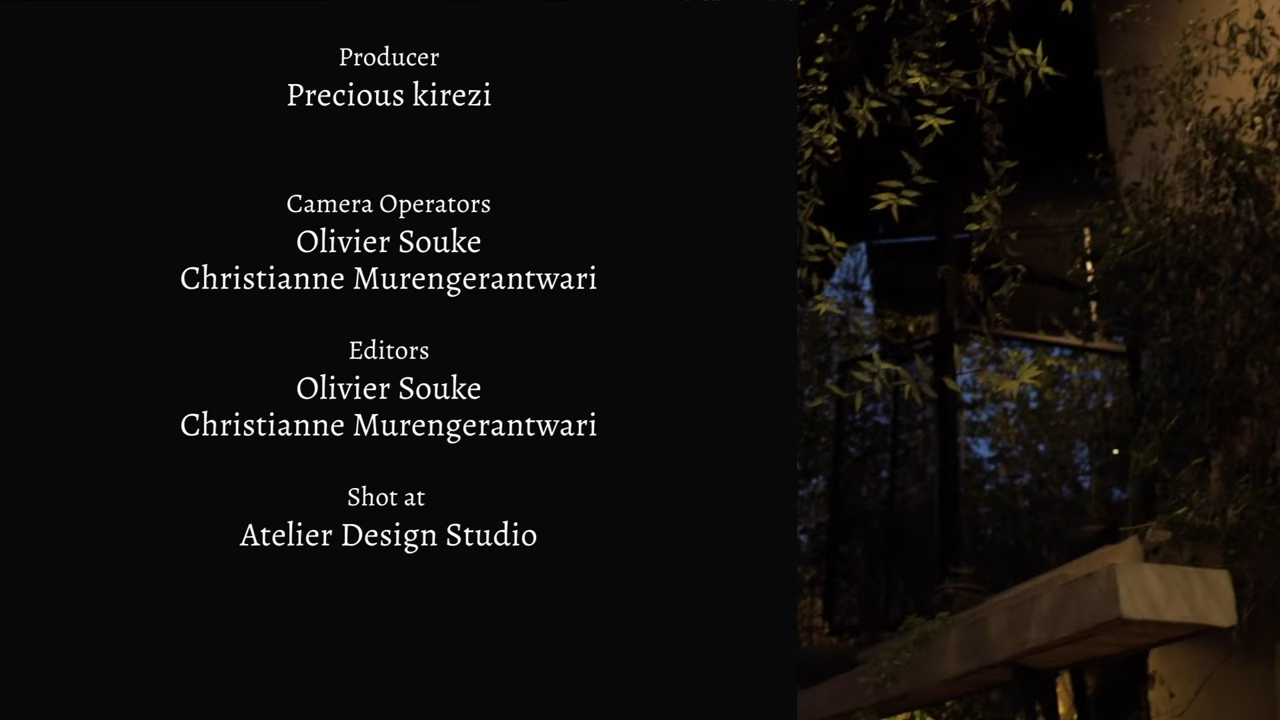 Producer
Precious kirezi
Camera Operators
Olivier Souke
Christianne Murengerantwari
Editors
Olivier Souke
Christianne Murengerantwari
Shot at
Atelier Design Studio